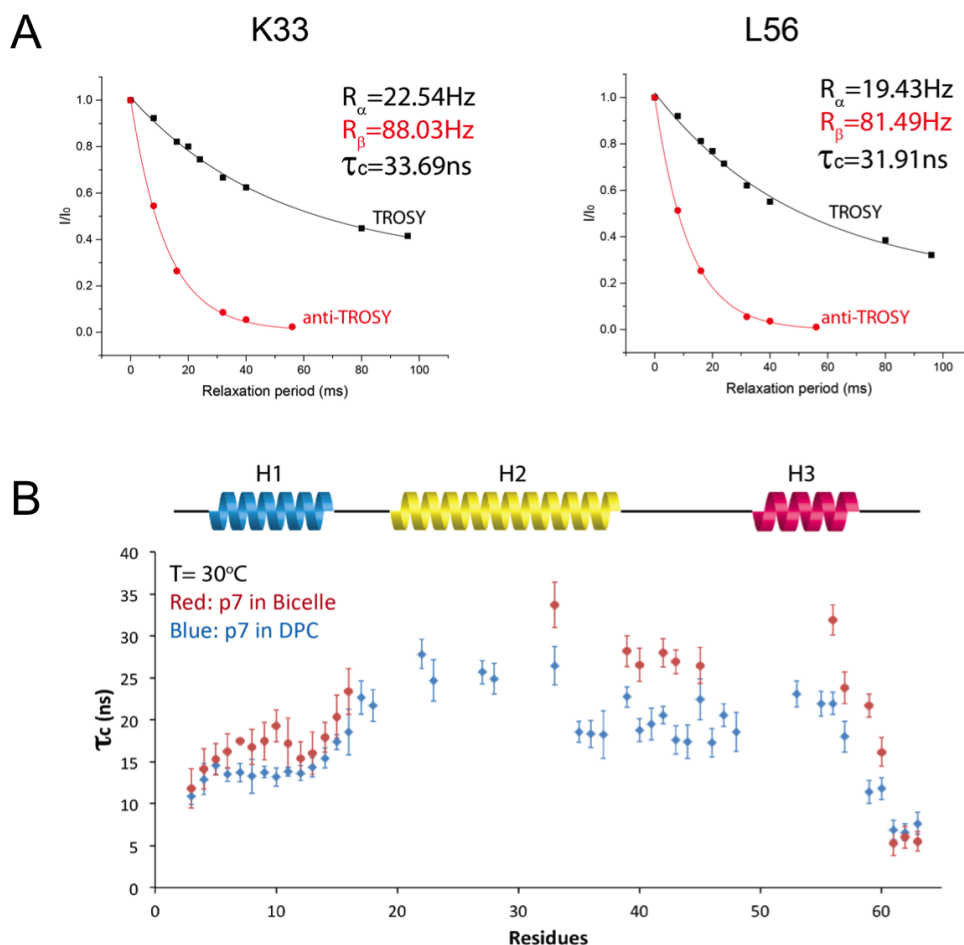 A
K33
L56
1.0
0.8
0.6
0.4
0.2
0.0
I/I₀
0
20
40
60
80
100
Relaxation period (ms)
Rα=22.54Hz
Rβ=88.03Hz
τc=33.69ns
TROSY
anti-TROSY
1.0
0.8
0.6
0.4
0.2
0.0
I/I₀
0
20
40
60
80
100
Relaxation period (ms)
Rα=19.43Hz
Rβ=81.49Hz
τc=31.91ns
TROSY
anti-TROSY
B
H1
H2
H3
T= 30°C
Red: p7 in Bicelle
Blue: p7 in DPC
40
35
30
25
20
15
10
5
0
τc (ns)
0
10
20
30
40
50
60
Residues